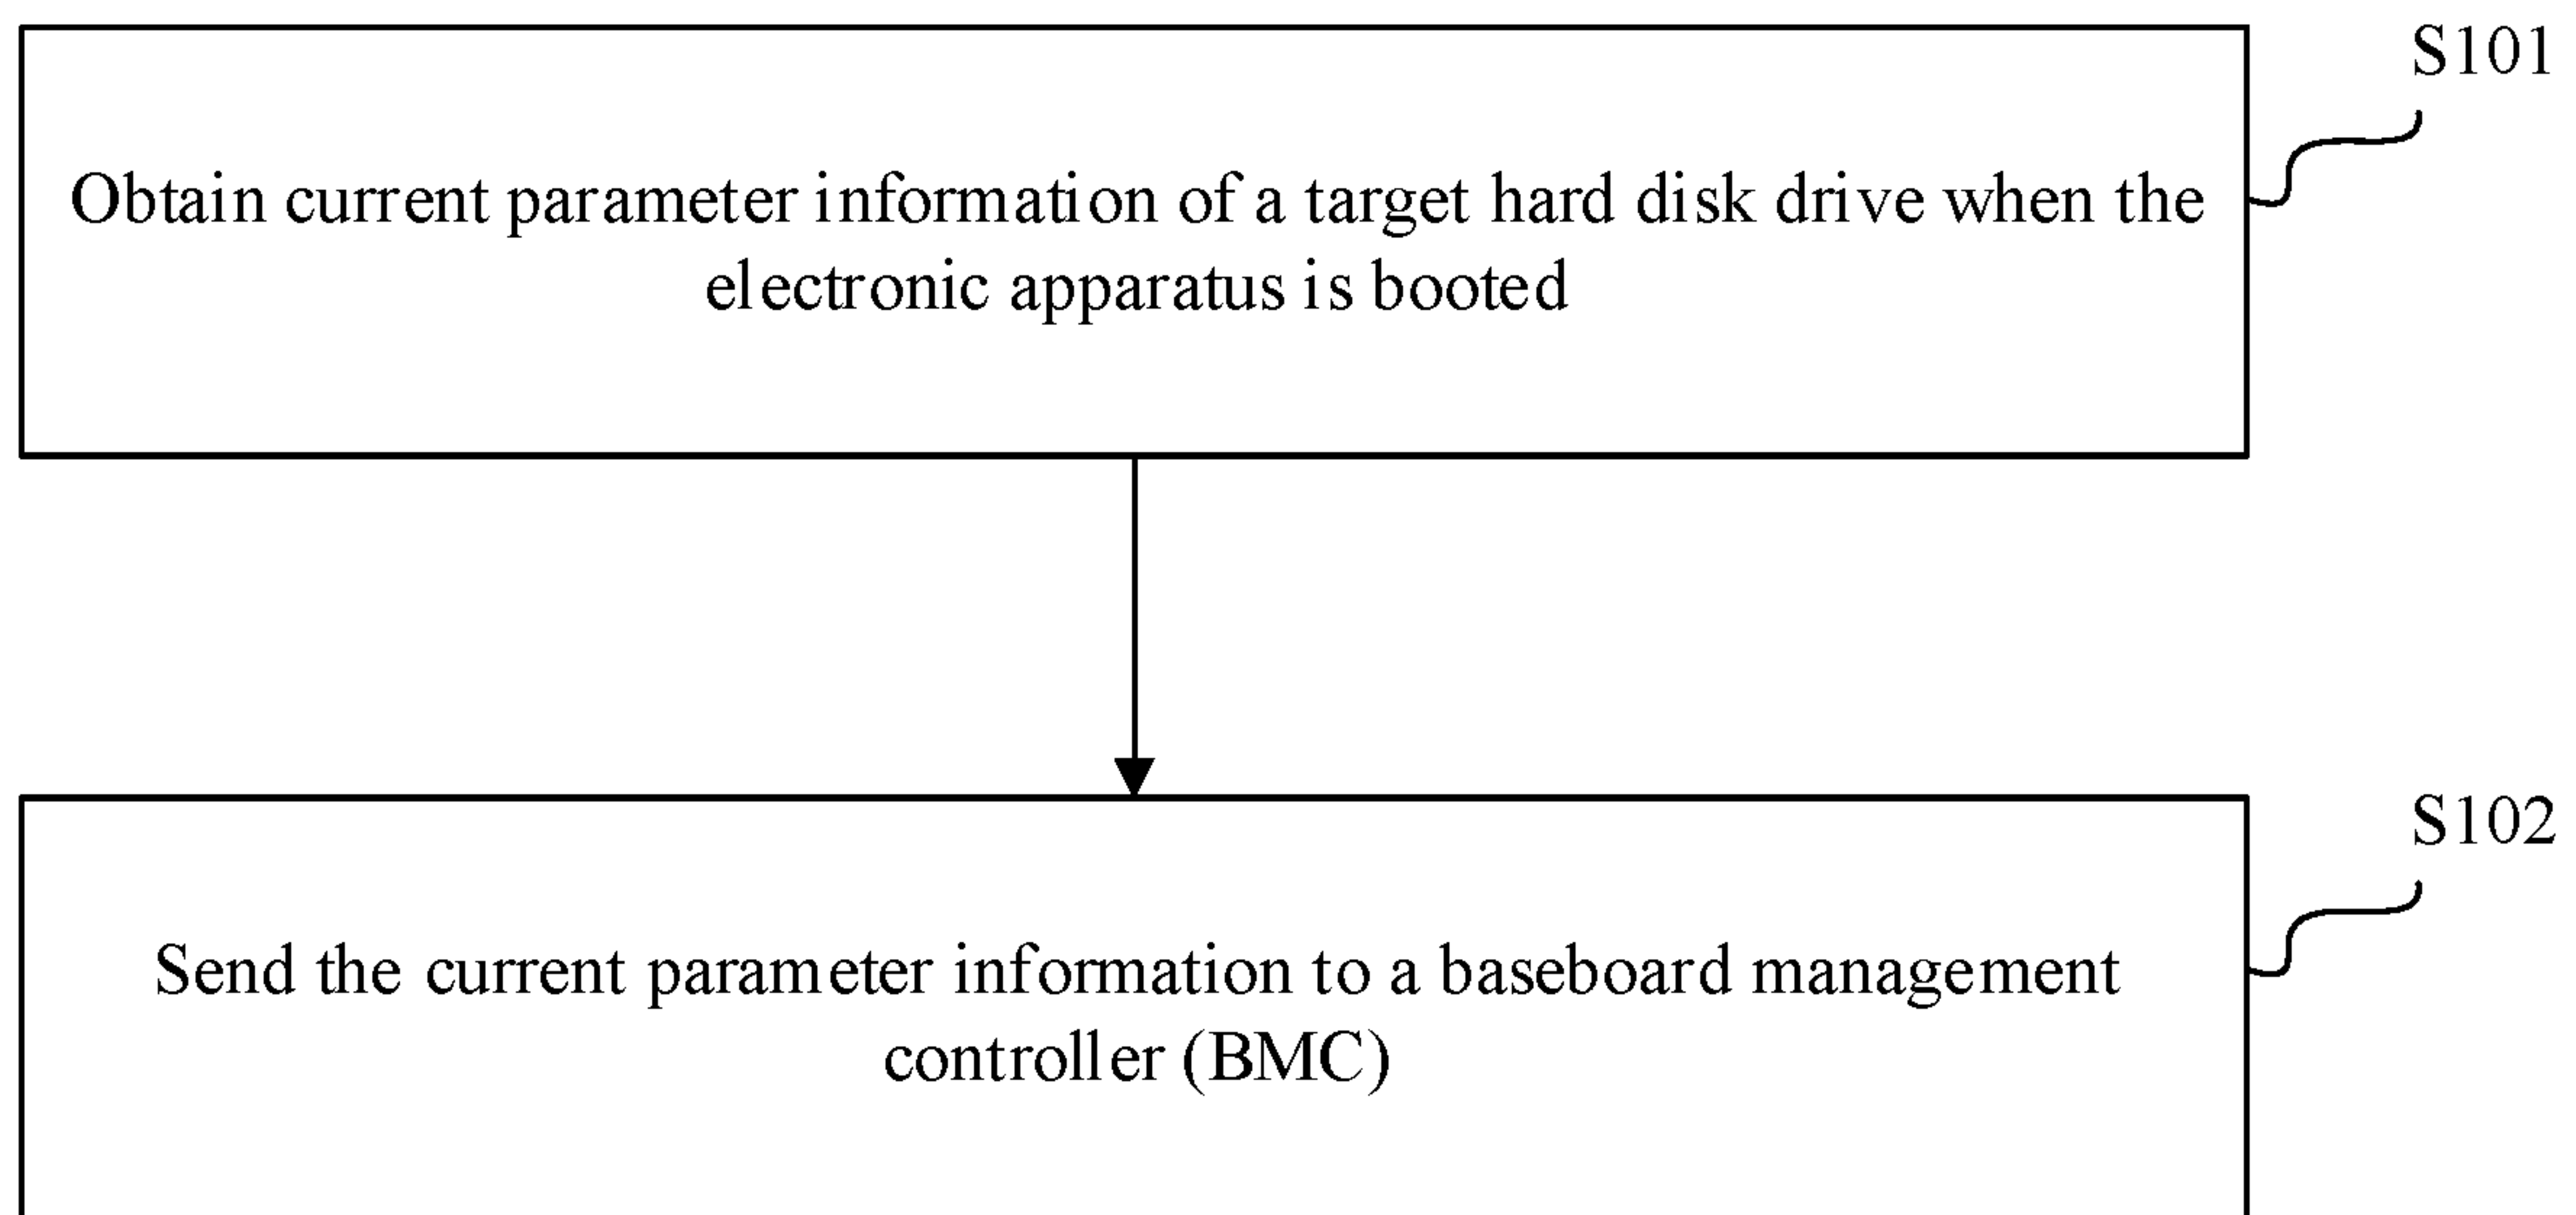 S101
Obtain current parameter information of a target hard disk drive when the
electronic apparatus is booted
S102
Send the current parameter information to a baseboard management
controller (BMC)